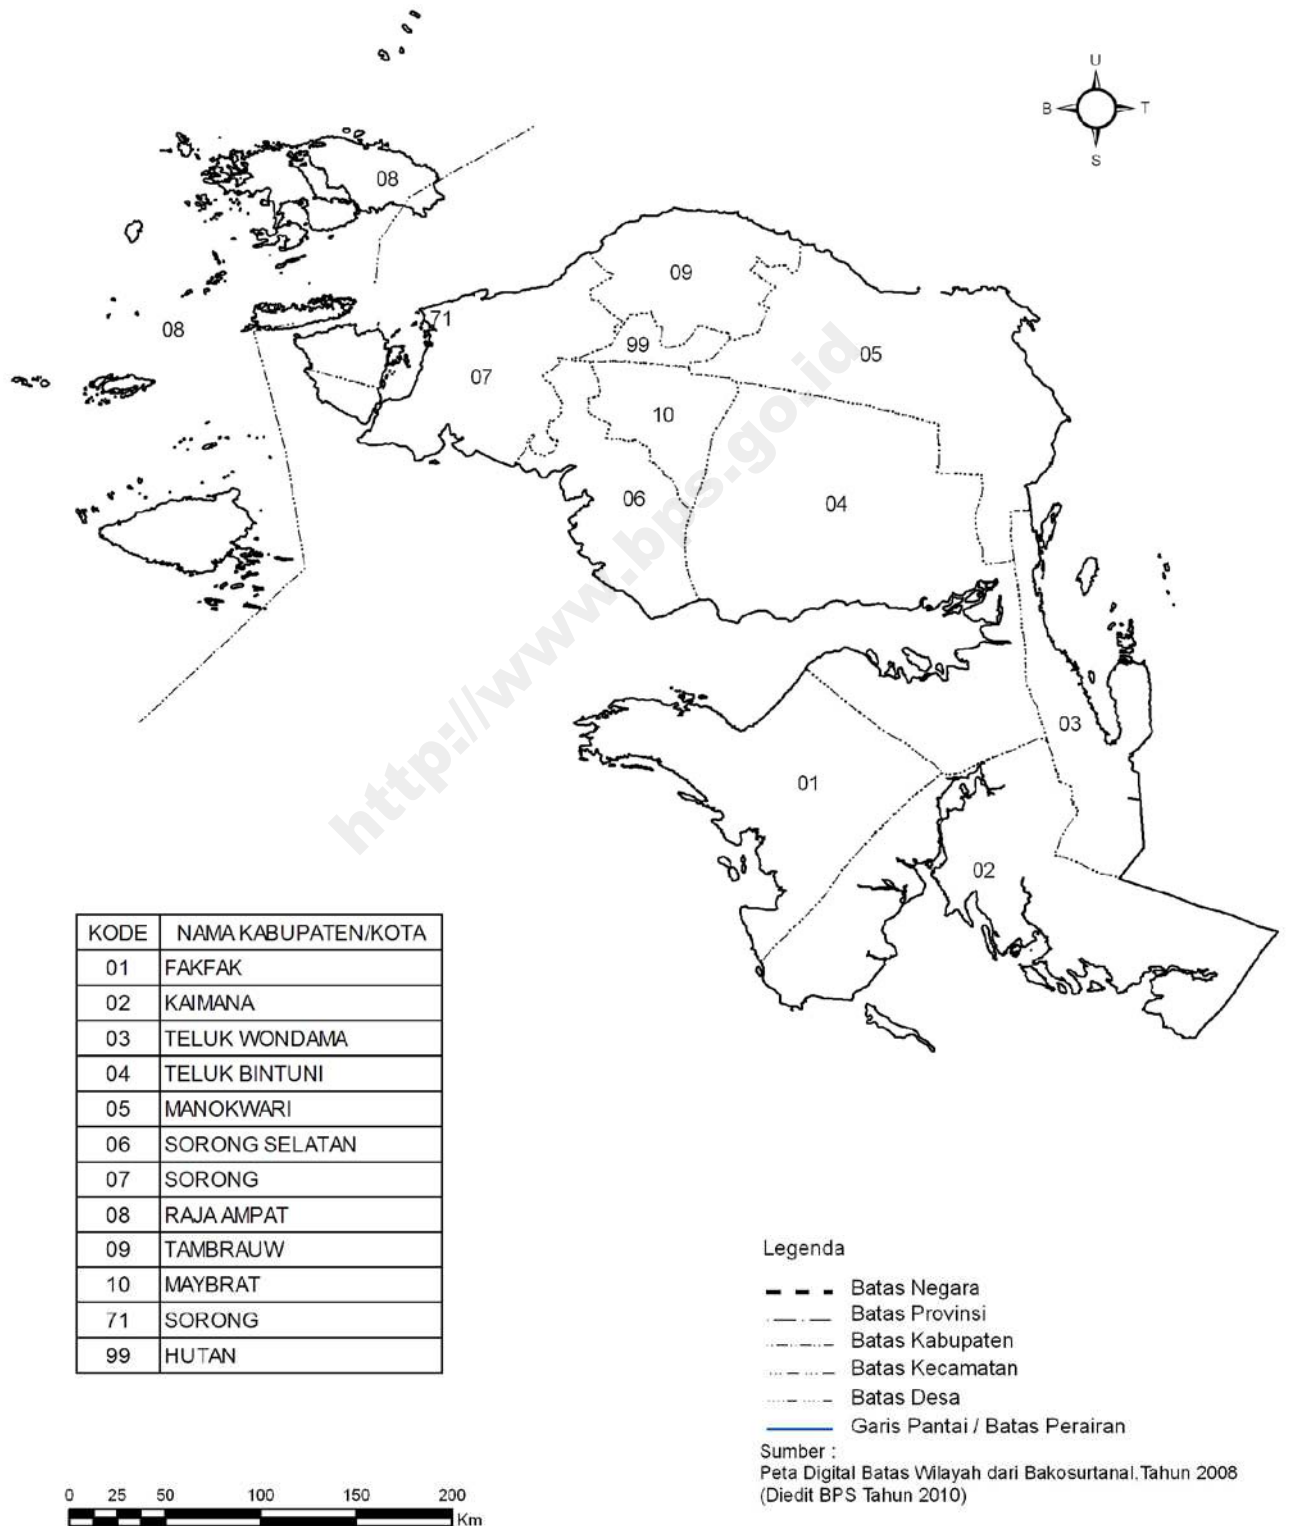 U
B T
S
08
09
71
08
99
05
07
10
06
04
03
01
02
http://www.bps.go.id
KODE NAMA KABUPATEN/KOTA
01 FAKFAK
02 KAIMANA
03 TELUK WONDAMA
04 TELUK BINTUNI
05 MANOKWARI
06 SORONG SELATAN
07 SORONG
08 RAJA AMPAT
09 TAMBRAUW
10 MAYBRAT
71 SORONG
99 HUTAN
Legenda
Batas Negara
Batas Provinsi
Batas Kabupaten
Batas Kecamatan
Batas Desa
Garis Pantai / Batas Perairan
Sumber :
Peta Digital Batas Wilayah dari Bakosurtanal,Tahun 2008
(Diedit BPS Tahun 2010)
0 25 50 100 150 200
Km